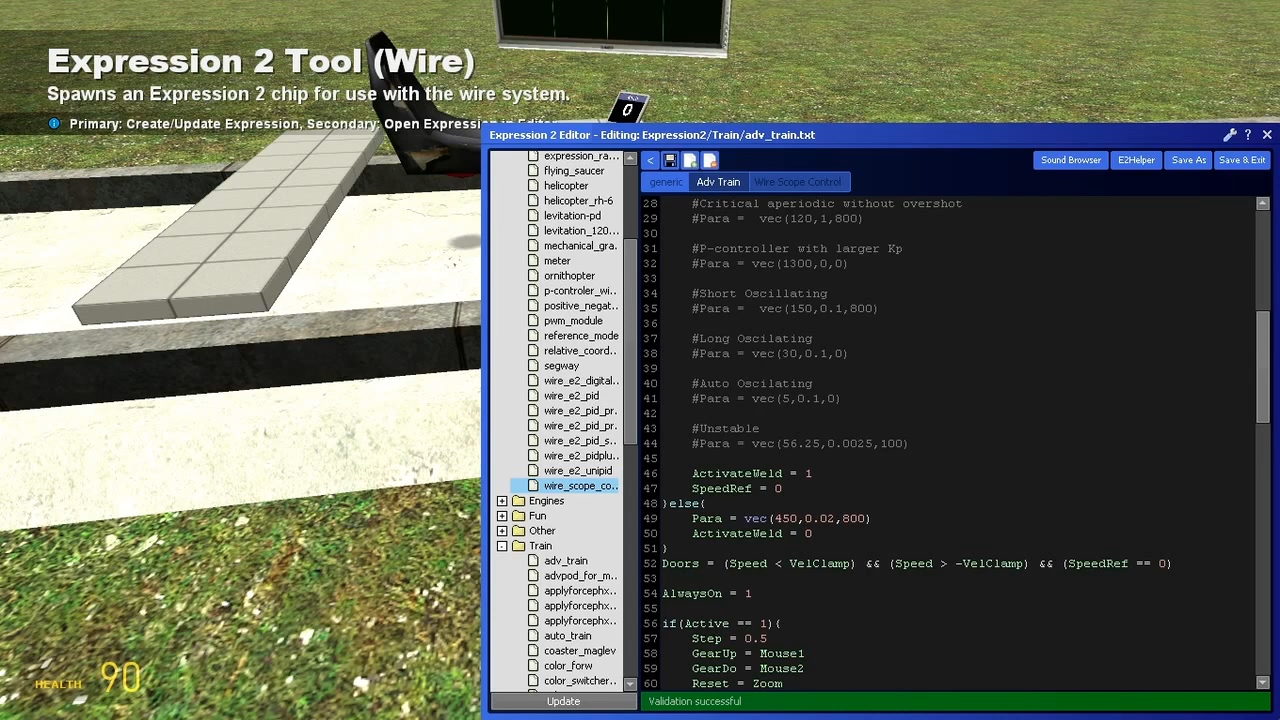 Expression 2 Tool (Wire)
Spawns an Expression 2 chip for use with the wire system.
Primary: Create/Update Expression, Secondary: Open Expression in Editor
0
Expression 2 Editor - Editing: Expression2/Train/adv_train.txt
?
Sound Browser
E2Helper
Save As
Save & Exit
generic
Adv Train
Wire Scope Control
expression_ra...
flying_saucer
helicopter
helicopter_rh-6
levitation-pd
levitation_120...
mechanical_gra..
meter
ornithopter
p-controler_wi...
positive_negat..
pwm_module
reference_mode
relative_coord..
segway
wire_e2_digital..
wire_e2_pid
wire_e2_pid_pr.
wire_e2_pid_pr.
wire_e2_pid_s..
wire_e2_pidplu..
wire_e2_unipid
wire_scope_co..
Engines
Fun
Other
Train
adv_train
advpod_for_m..
applyforcephx..
applyforcephx..
applyforcephx..
auto_train
coaster_maglev
color_forw
color_switcher..
Update
28 #Critical aperiodic without overshot
29 #Para =  vec(120,1,800)
30
31 #P-controller with larger Kp
32 #Para = vec(1300,0,0)
33
34 #Short Oscillating
35 #Para =  vec(150,0.1,800)
36
37 #Long Oscilating
38 #Para = vec(30,0.1,0)
39
40 #Auto Oscilating
41 #Para = vec(5,0.1,0)
42
43 #Unstable
44 #Para = vec(56.25,0.0025,100)
45
46 ActivateWeld = 1
47 SpeedRef = 0
48 }else{
49 Para = vec(450,0.02,800)
50 ActivateWeld = 0
51 }
52 Doors = (Speed < VelClamp) && (Speed > -VelClamp) && (SpeedRef == 0)
53
54 AlwaysOn = 1
55
56 if(Active == 1){
57 Step = 0.5
58 GearUp = Mouse1
59 GearDo = Mouse2
60 Reset = Zoom
Validation successful
HEALTH 90